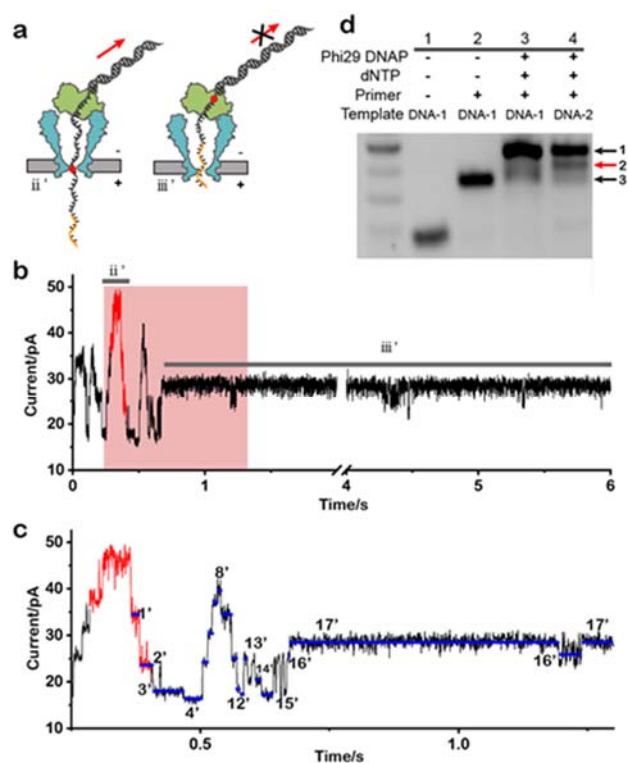 a
ii’
-
+
iii’
-
+
d
1 2 3 4
Phi29 DNAP - - + +
dNTP - - + +
Primer - + + +
Template DNA-1 DNA-1 DNA-1 DNA-2
1
2
3
b
Current/pA
50
40
30
20
10
ii’
iii’
0 1 4 5 6
Time/s
c
Current/pA
50
40
30
20
10
1’
2’
3’
4’
8’
12’
13’
14’
15’
16’
17’
16’
17’
0.5 1.0
Time/s